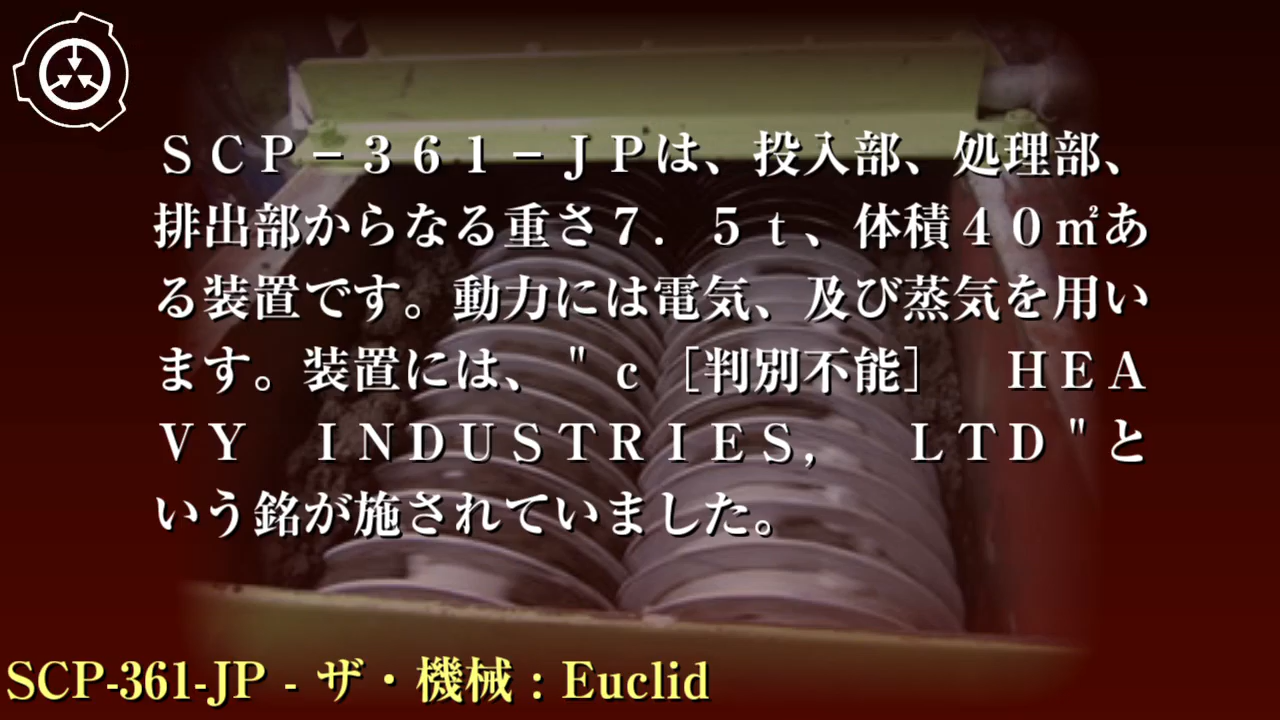 SCP－361－JPは、投入部、処理部、
排出部からなる重さ7．5t、体積40㎡あ
る装置です。動力には電気、及び蒸気を用い
ます。装置には、"c［判別不能］　HEA
VY　INDUSTRIES，　LTD"と
いう銘が施されていました。
SCP-361-JP - ザ・機械 : Euclid